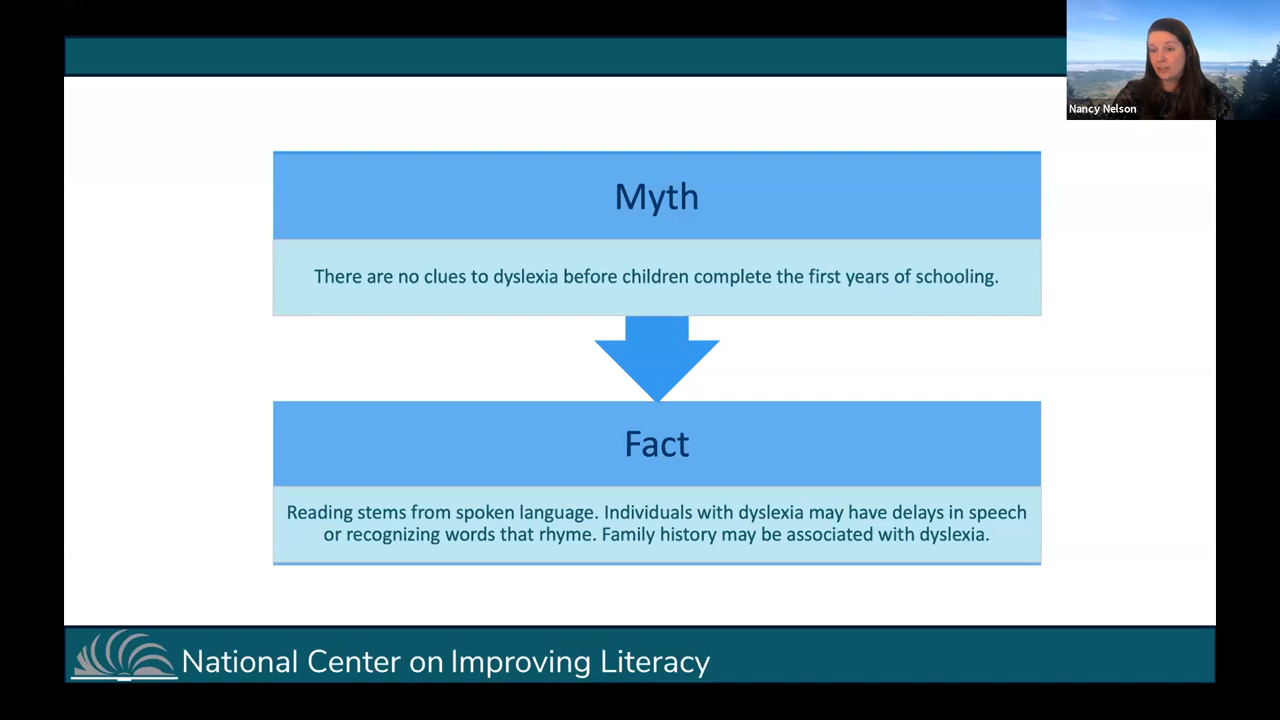 Nancy Nelson
Myth
There are no clues to dyslexia before children complete the first years of schooling.
Fact
Reading stems from spoken language. Individuals with dyslexia may have delays in speech
or recognizing words that rhyme. Family history may be associated with dyslexia.
National Center on Improving Literacy